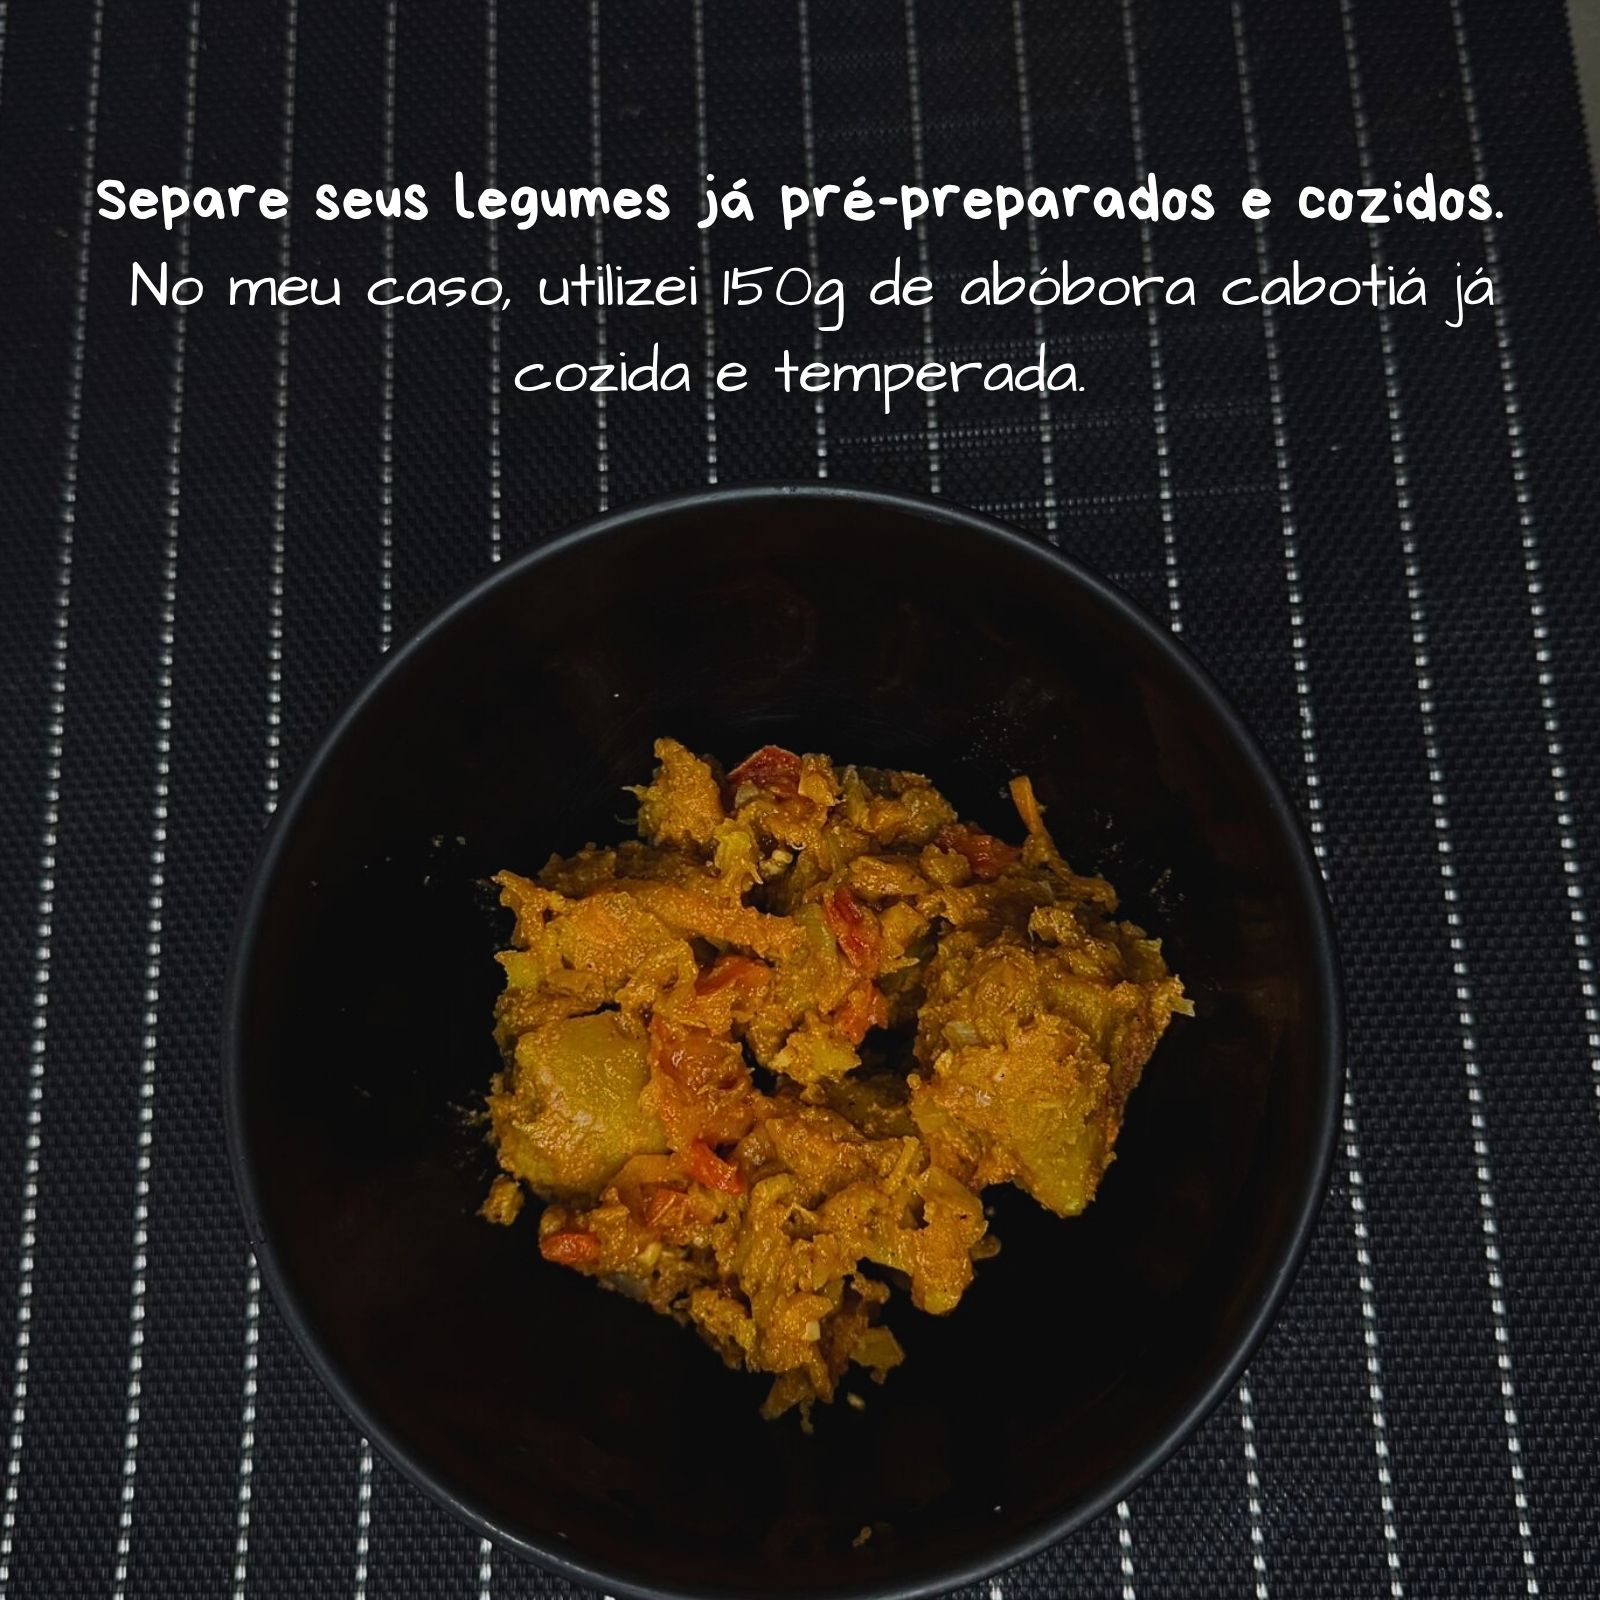 Separe seus legumes já pré-preparados e cozidos.
No meu caso, utilizei 150g de abóbora cabotiá já
cozida e temperada.